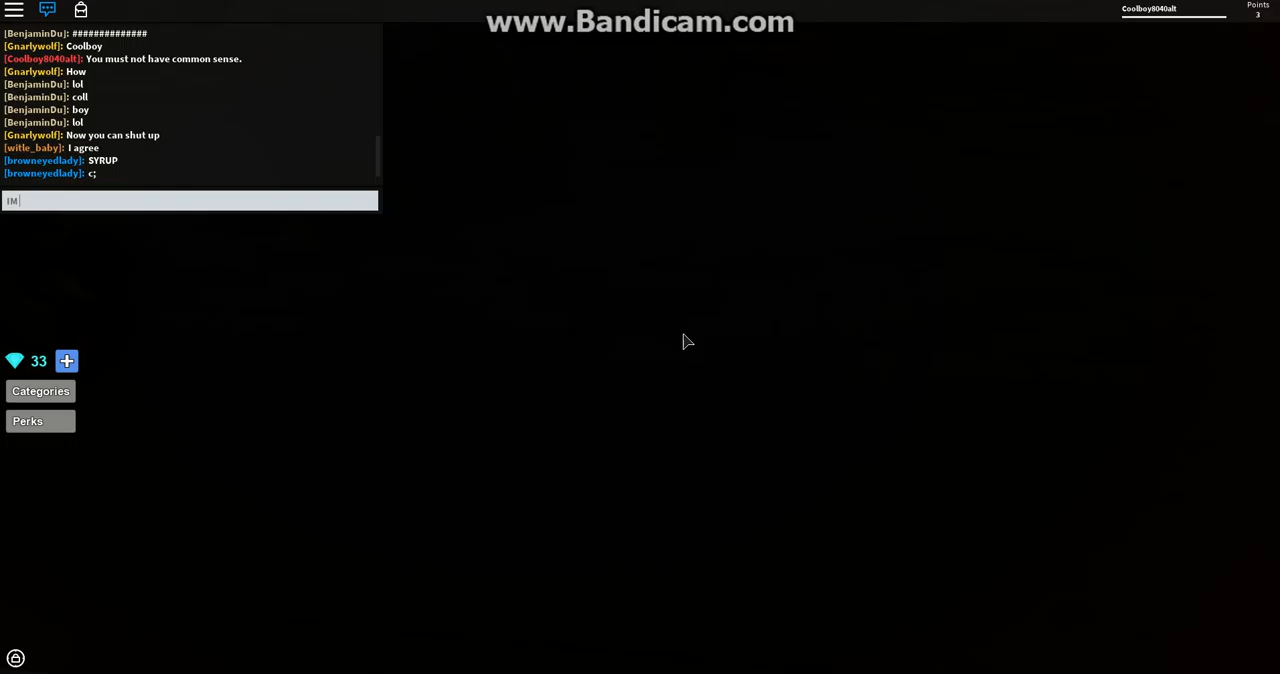 www.Bandicam.com
Coolboy8040alt
Points
3
[BenjaminDu]: #############
[Gnarlywolf]: Coolboy
[Coolboy8040alt]: You must not have common sense.
[Gnarlywolf]: How
[BenjaminDu]: lol
[BenjaminDu]: coll
[BenjaminDu]: boy
[BenjaminDu]: lol
[Gnarlywolf]: Now you can shut up
[witle_baby]: I agree
[browneyedlady]: SYRUP
[browneyedlady]: c;
IM
33
Categories
Perks